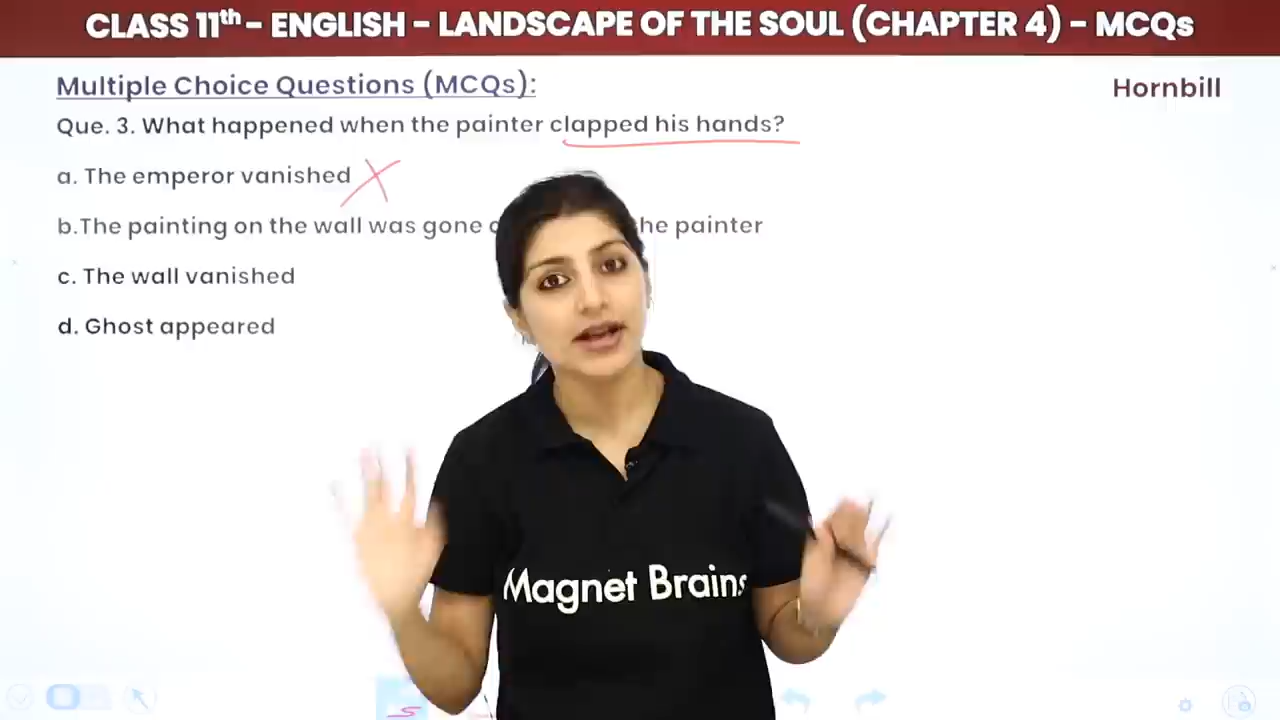 CLASS 11th - ENGLISH - LANDSCAPE OF THE SOUL (CHAPTER 4) - MCQs
Multiple Choice Questions (MCQs):
Hornbill
Que. 3. What happened when the painter clapped his hands?
a. The emperor vanished
b.The painting on the wall was gone he painter
c. The wall vanished
d. Ghost appeared
Magnet Brains